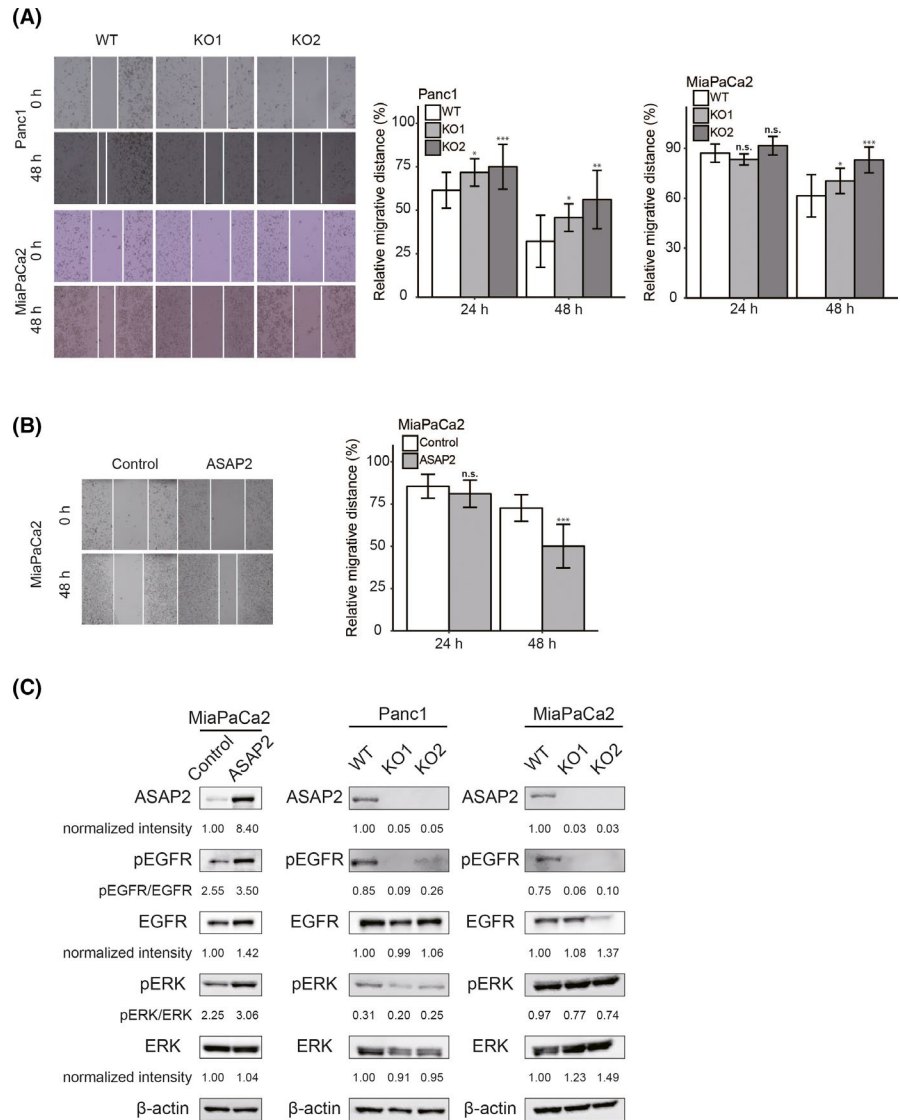 (A)
WT KO1 KO2
Panc1
0 h
48 h
MiaPaCa2
0 h
48 h
Relative migrative distance (%)
Panc1
WT
KO1
KO2
100
75
50
25
0
* ***
* **
24 h 48 h
Relative migrative distance (%)
MiaPaCa2
WT
KO1
KO2
90
60
30
0
n.s. n.s.
* ***
24 h 48 h
(B)
Control ASAP2
MiaPaCa2
0 h
48 h
Relative migrative distance (%)
MiaPaCa2
Control
ASAP2
100
75
50
25
0
n.s.
***
24 h 48 h
(C)
MiaPaCa2
Control ASAP2
ASAP2
normalized intensity 1.00 8.40
pEGFR
pEGFR/EGFR 2.55 3.50
EGFR
normalized intensity 1.00 1.42
pERK
pERK/ERK 2.25 3.06
ERK
normalized intensity 1.00 1.04
β-actin
Panc1
WT KO1 KO2
ASAP2
1.00 0.05 0.05
pEGFR
0.85 0.09 0.26
EGFR
1.00 0.99 1.06
pERK
0.31 0.20 0.25
ERK
1.00 0.91 0.95
β-actin
MiaPaCa2
WT KO1 KO2
ASAP2
1.00 0.03 0.03
pEGFR
0.75 0.06 0.10
EGFR
1.00 1.08 1.37
pERK
0.97 0.77 0.74
ERK
1.00 1.23 1.49
β-actin